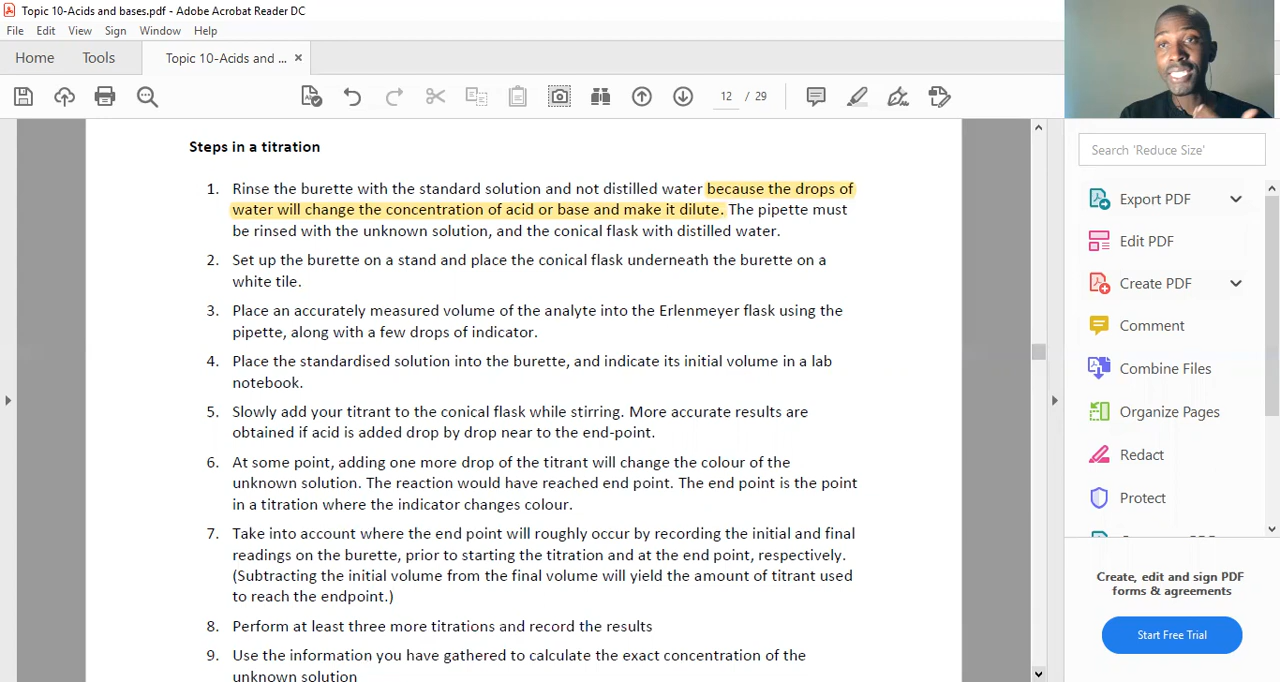 Topic 10-Acids and bases.pdf - Adobe Acrobat Reader DC
File Edit View Sign Window Help
Home Tools Topic 10-Acids and ... ×
12 / 29
Search 'Reduce Size'
Export PDF
Edit PDF
Create PDF
Comment
Combine Files
Organize Pages
Redact
Protect
Create, edit and sign PDF
forms & agreements
Start Free Trial
Steps in a titration
1. Rinse the burette with the standard solution and not distilled water because the drops of
water will change the concentration of acid or base and make it dilute. The pipette must
be rinsed with the unknown solution, and the conical flask with distilled water.
2. Set up the burette on a stand and place the conical flask underneath the burette on a
white tile.
3. Place an accurately measured volume of the analyte into the Erlenmeyer flask using the
pipette, along with a few drops of indicator.
4. Place the standardised solution into the burette, and indicate its initial volume in a lab
notebook.
5. Slowly add your titrant to the conical flask while stirring. More accurate results are
obtained if acid is added drop by drop near to the end-point.
6. At some point, adding one more drop of the titrant will change the colour of the
unknown solution. The reaction would have reached end point. The end point is the point
in a titration where the indicator changes colour.
7. Take into account where the end point will roughly occur by recording the initial and final
readings on the burette, prior to starting the titration and at the end point, respectively.
(Subtracting the initial volume from the final volume will yield the amount of titrant used
to reach the endpoint.)
8. Perform at least three more titrations and record the results
9. Use the information you have gathered to calculate the exact concentration of the
unknown solution